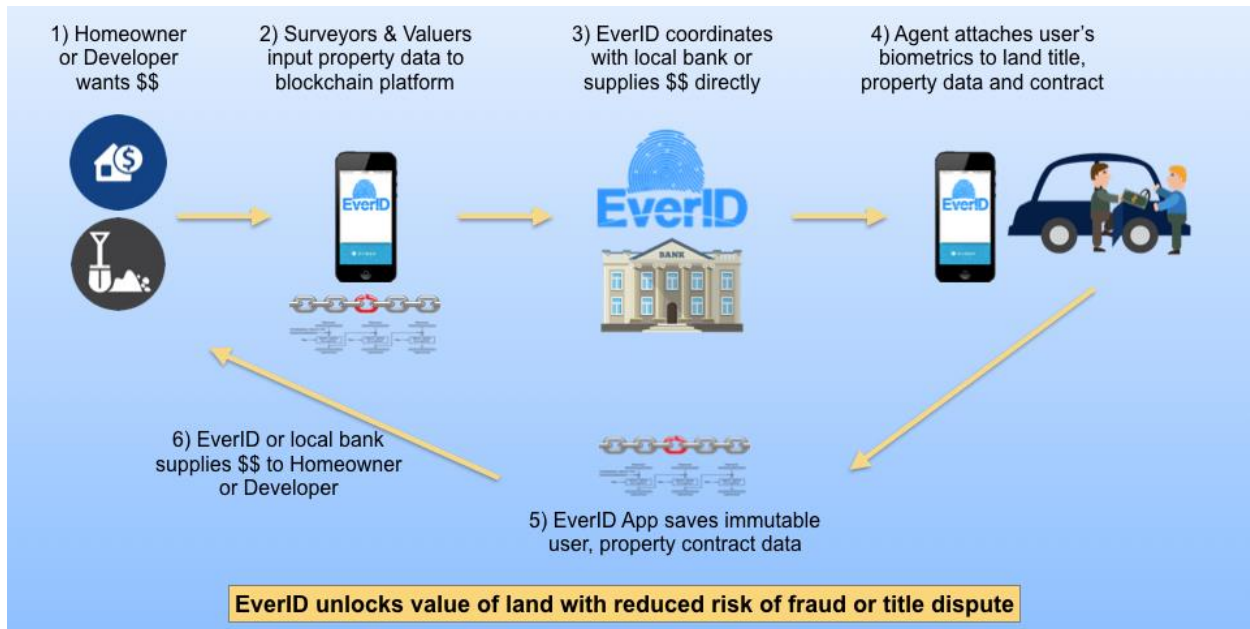 1) Homeowner
or Developer
wants $$
2) Surveyors & Valuers
input property data to
blockchain platform
3) EverID coordinates
with local bank or
supplies $$ directly
4) Agent attaches user's
biometrics to land title,
property data and contract
$
EverID
EverID
BANK
EverID
6) EverID or local bank
supplies $$ to Homeowner
or Developer
5) EverID App saves immutable
user, property contract data
EverID unlocks value of land with reduced risk of fraud or title dispute